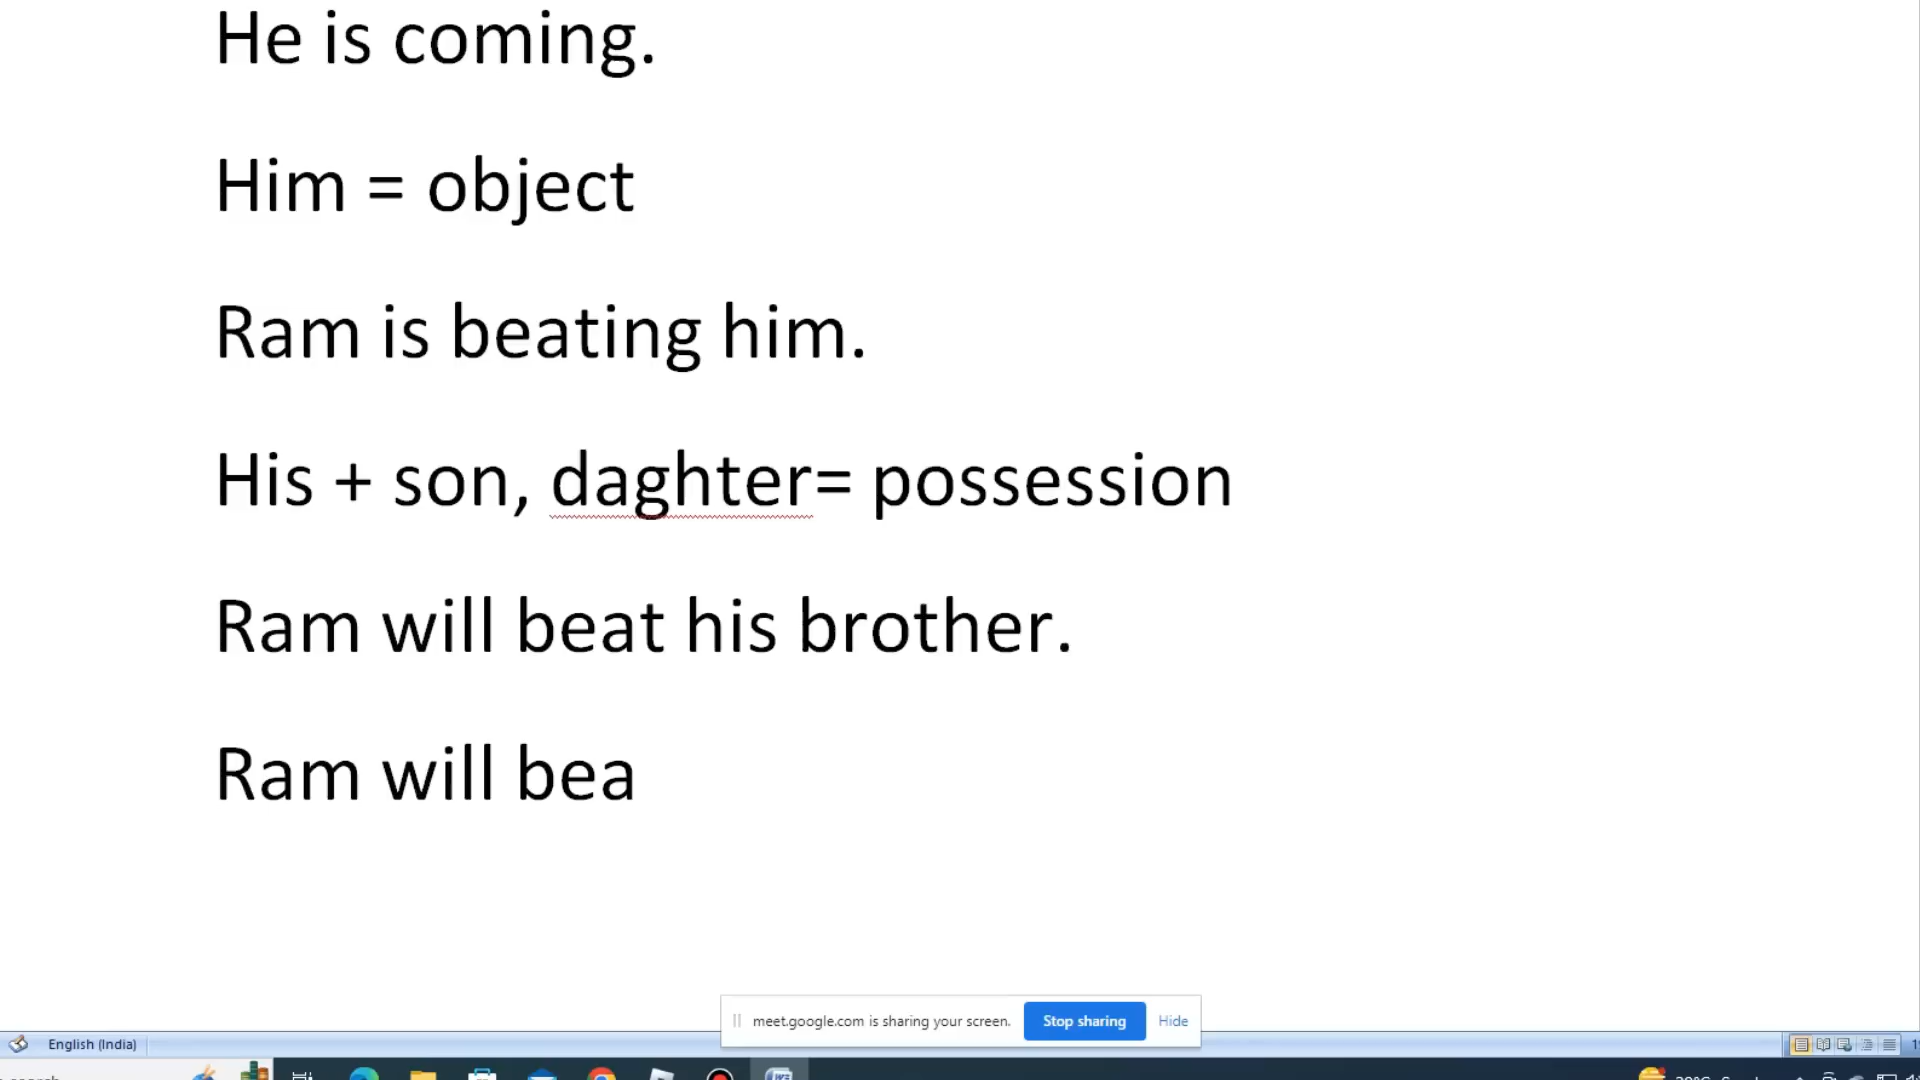 He is coming.
Him = object
Ram is beating him.
His + son, daghter= possession
Ram will beat his brother.
Ram will bea
meet.google.com is sharing your screen. Stop sharing Hide
English (India)